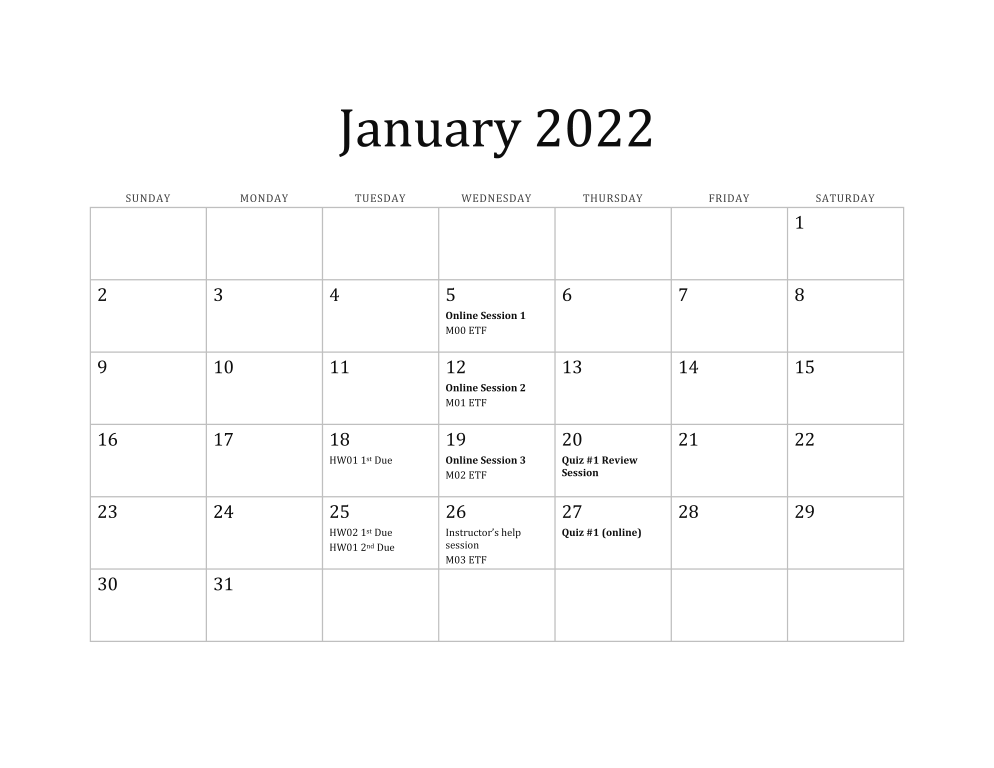 January 2022
SUNDAY MONDAY TUESDAY WEDNESDAY THURSDAY FRIDAY SATURDAY
1
2 3 4 5 6 7 8
Online Session 1
M00 ETF
9 10 11 12 13 14 15
Online Session 2
M01 ETF
16 17 18 19 20 21 22
HW01 1st Due
Online Session 3
M02 ETF
Quiz #1 Review
Session
23 24 25 26 27 28 29
HW02 1st Due
HW01 2nd Due
Instructor’s help
session
M03 ETF
Quiz #1 (online)
30 31